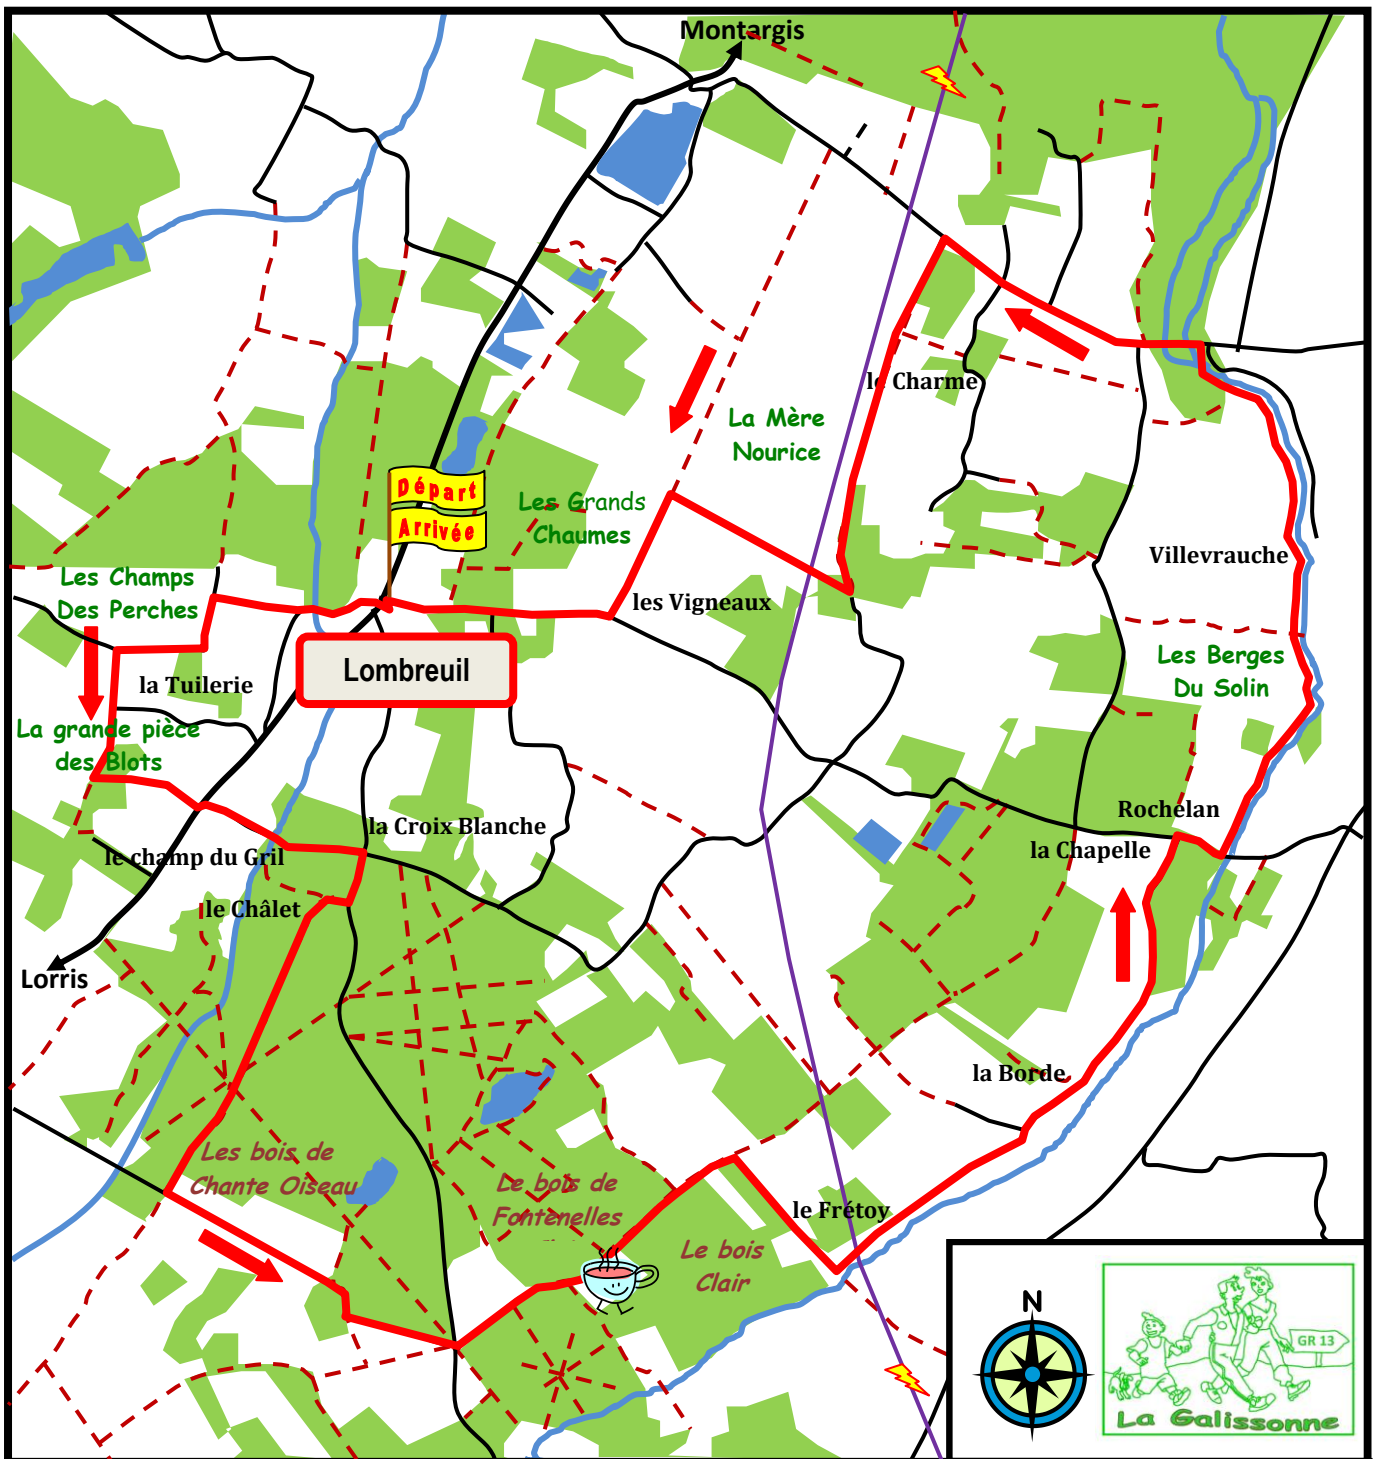 Montargis
le Charme
La Mère
Nourice
Départ
Arrivée
Les Grands
Chaumes
Villevrauche
Les Champs
Des Perches
les Vigneaux
Les Berges
Du Solin
Lombreuil
la Tuilerie
La grande pièce
des Blots
Rochelan
la Croix Blanche
la Chapelle
le champ du Gril
le Châlet
Lorris
la Borde
Les bois de
Chante Oiseau
Le bois de
Fontenelles
le Frétoy
Le bois
Clair
N
GR 13
La Galissonne